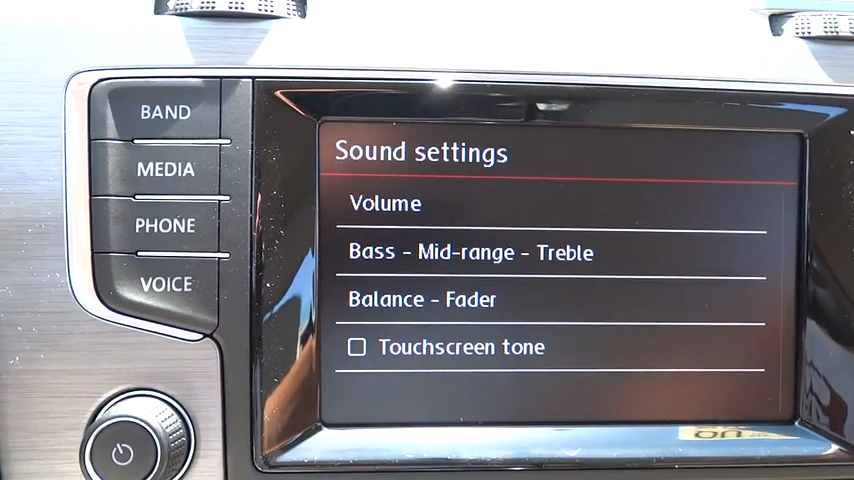 BAND
MEDIA
PHONE
VOICE
Sound settings
Volume
Bass - Mid-range - Treble
Balance - Fader
Touchscreen tone